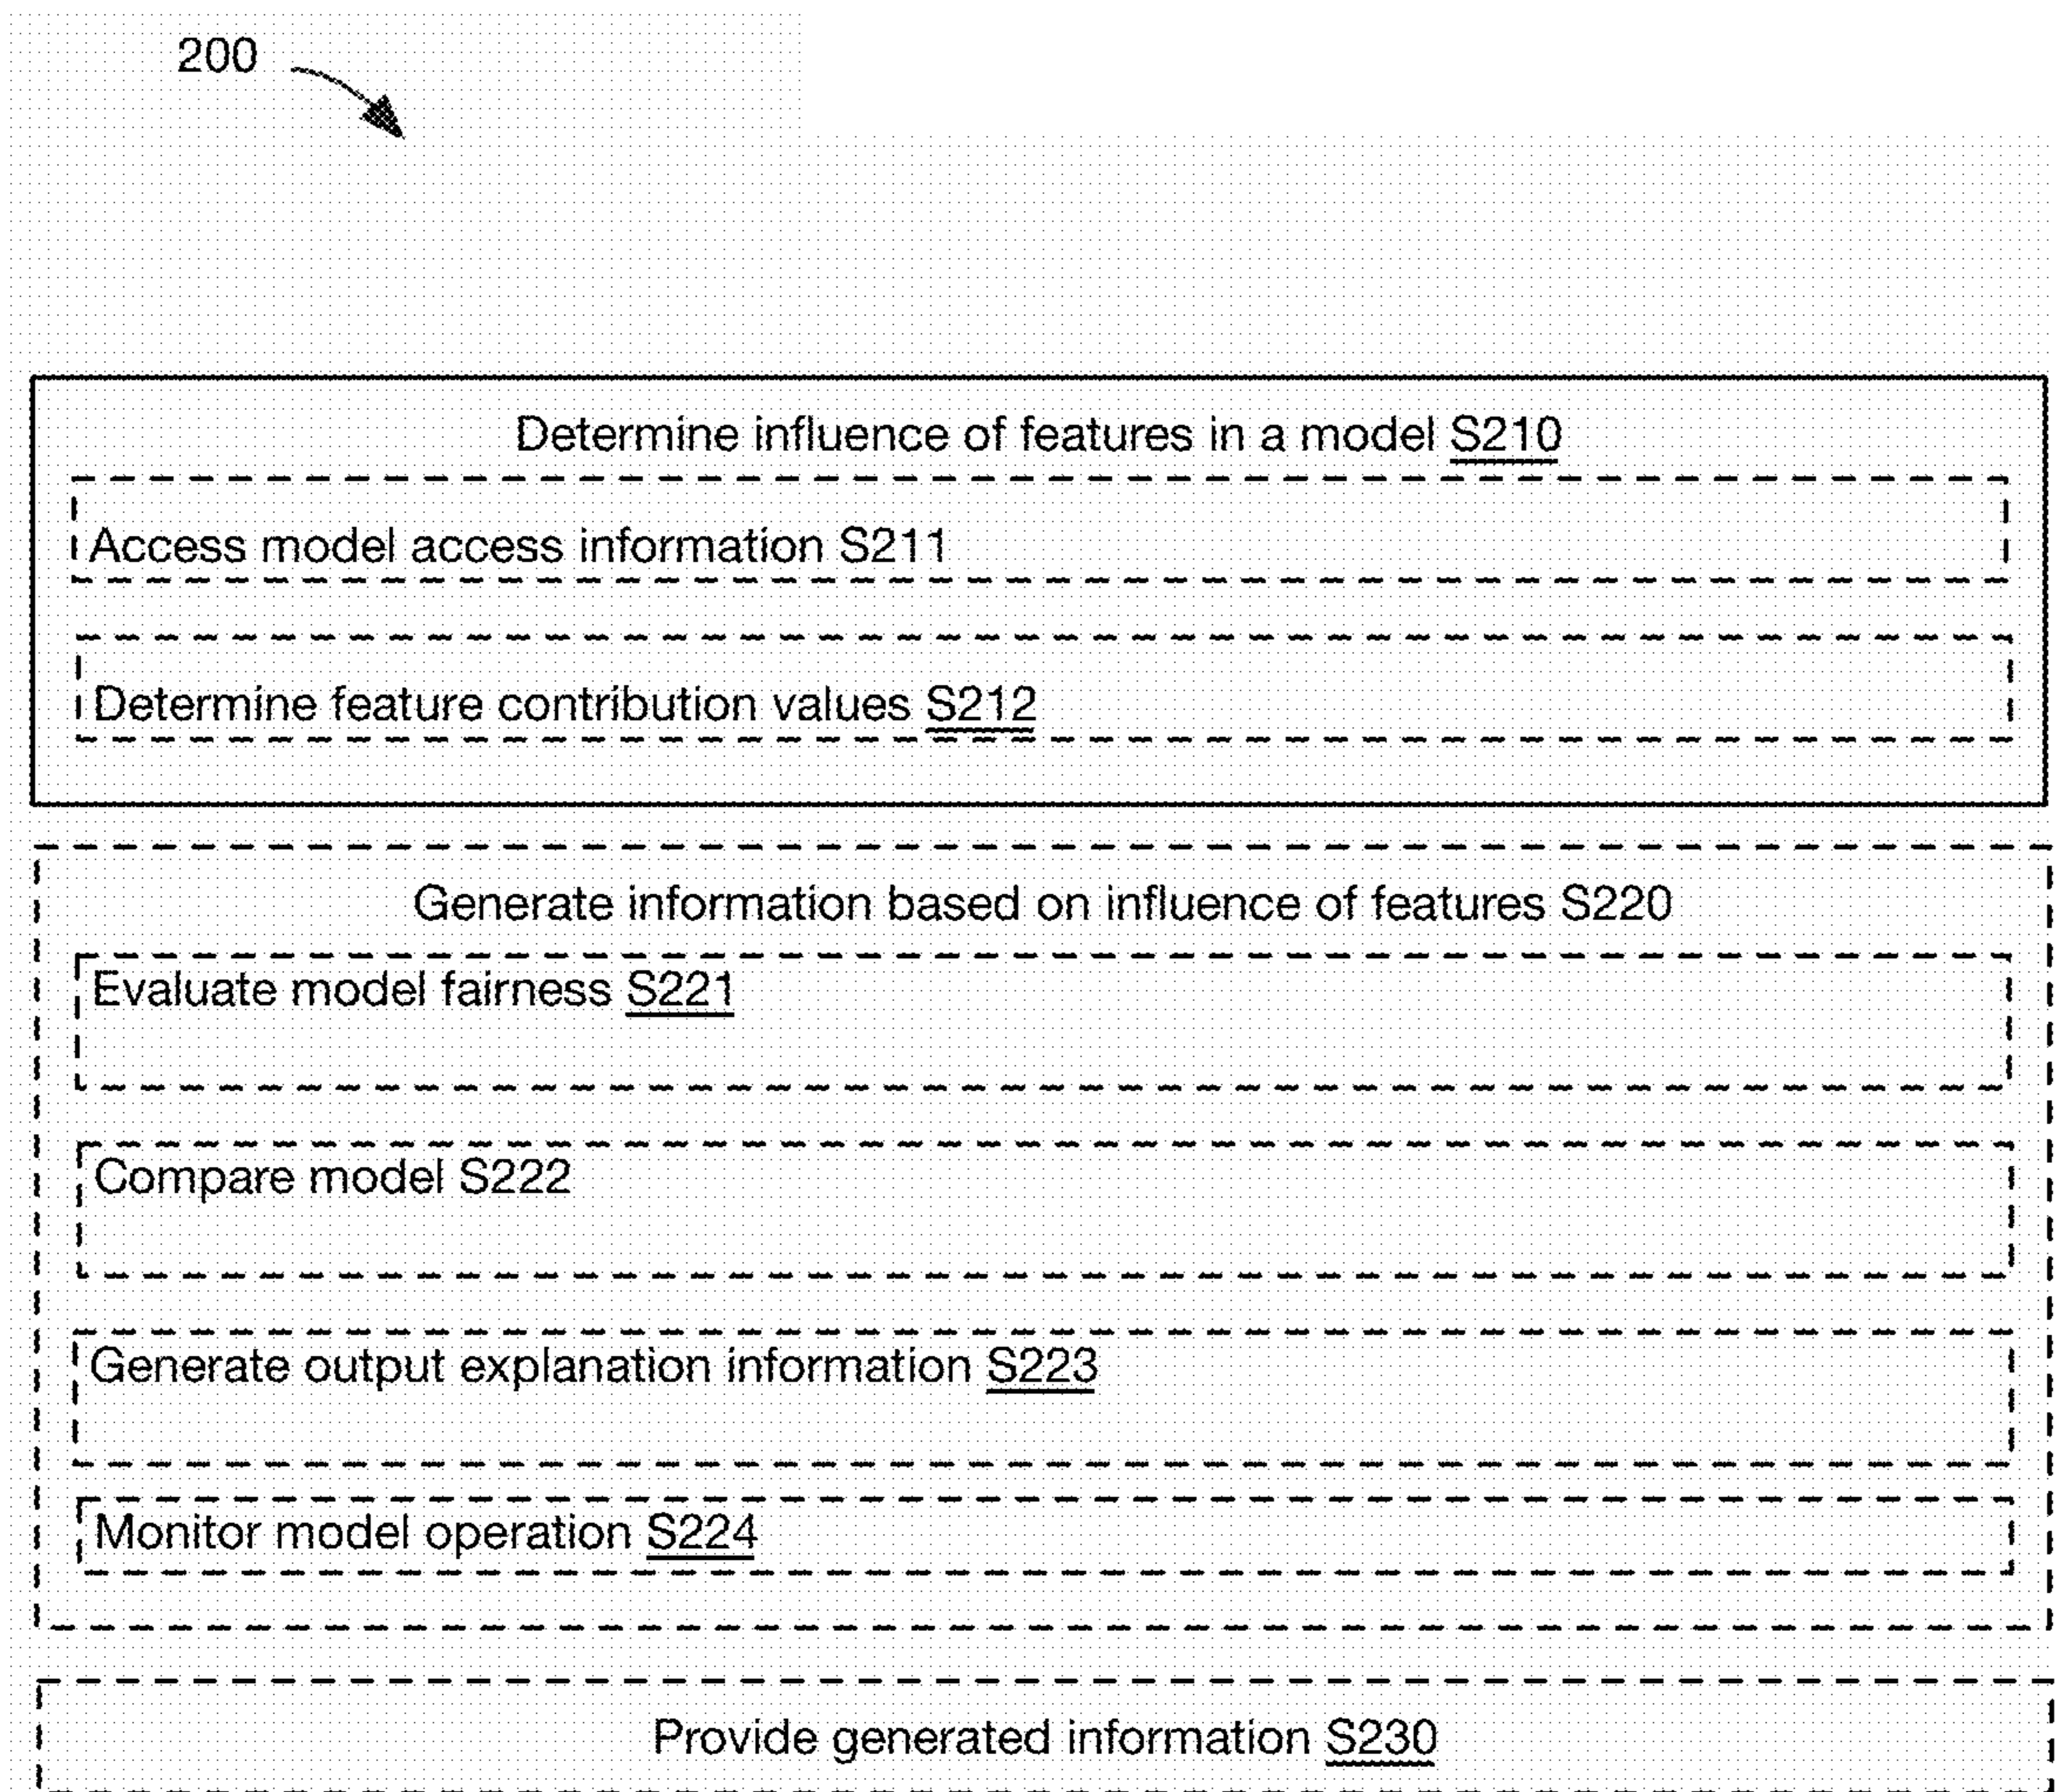 200
Determine influence of features in a model S210
Access model access information S211
Determine feature contribution values S212
Generate information based on influence of features S220
Evaluate model fairness S221
Compare model S222
Generate output explanation information S223
Monitor model operation S224
Provide generated information S230